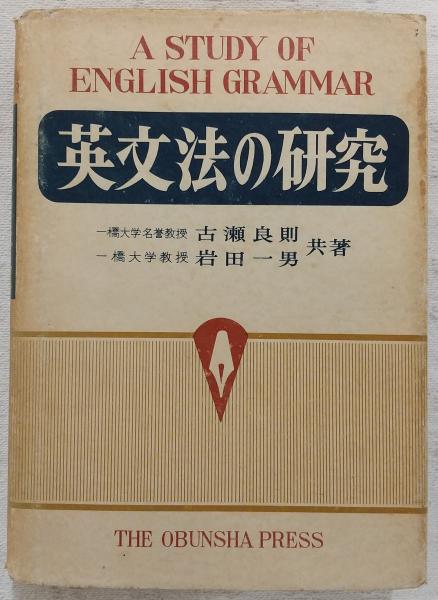 A STUDY OF
ENGLISH GRAMMAR
英文法の研究
一橋大学名誉教授 古瀬良則
一橋大学教授 岩田一男 共著
THE OBUNSHA PRESS